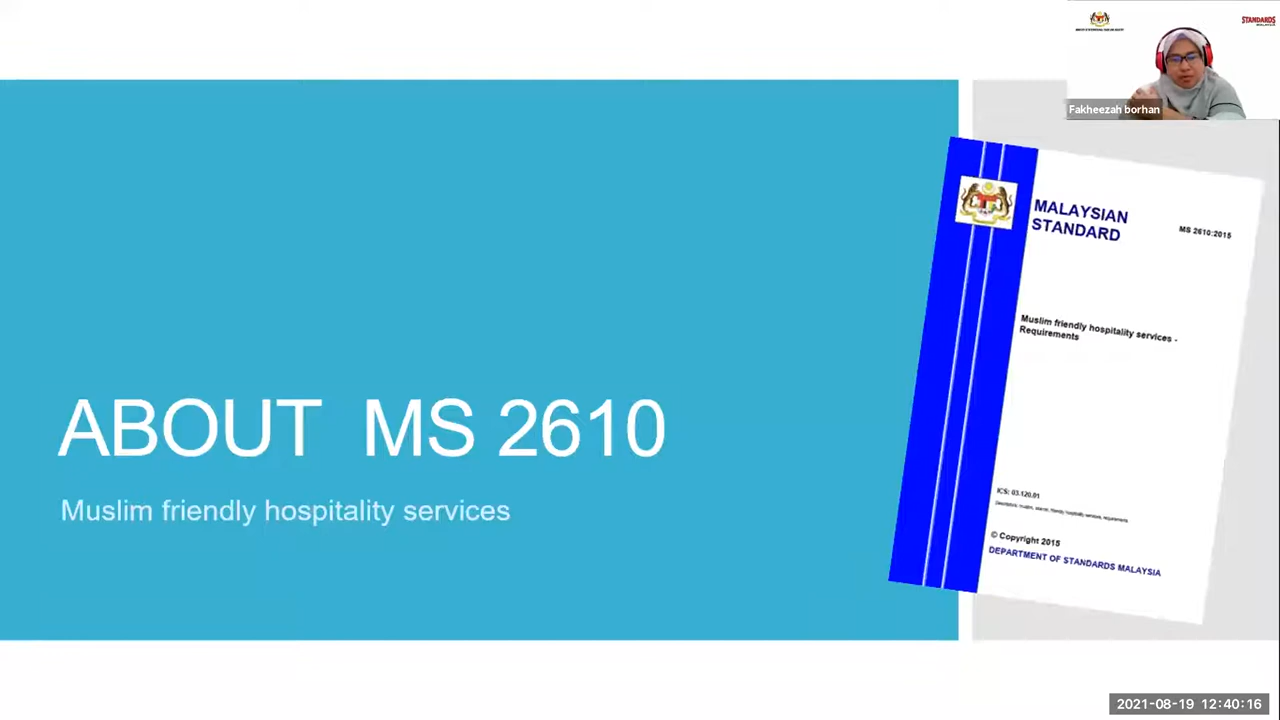 STANDARDS
Fakheezah borhan
MALAYSIAN
STANDARD
MS 2610:2015
Muslim friendly hospitality services -
Requirements
ABOUT MS 2610
Muslim friendly hospitality services
ICS: 03.120.01
© Copyright 2015
DEPARTMENT OF STANDARDS MALAYSIA
2021-08-19 12:40:16